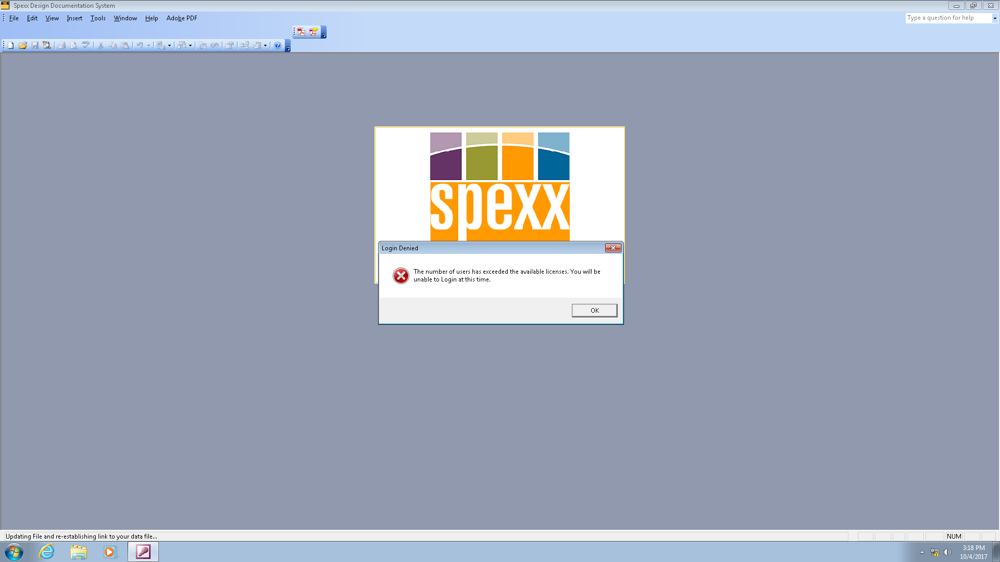 Spexx Design Documentation System
File Edit View Insert Tools Window Help Adobe PDF
Type a question for help
spexx
Login Denied
The number of users has exceeded the available licenses. You will be
unable to Login at this time.
OK
Updating File and re-establishing link to your data file...
NUM
3:18 PM
10/4/2017